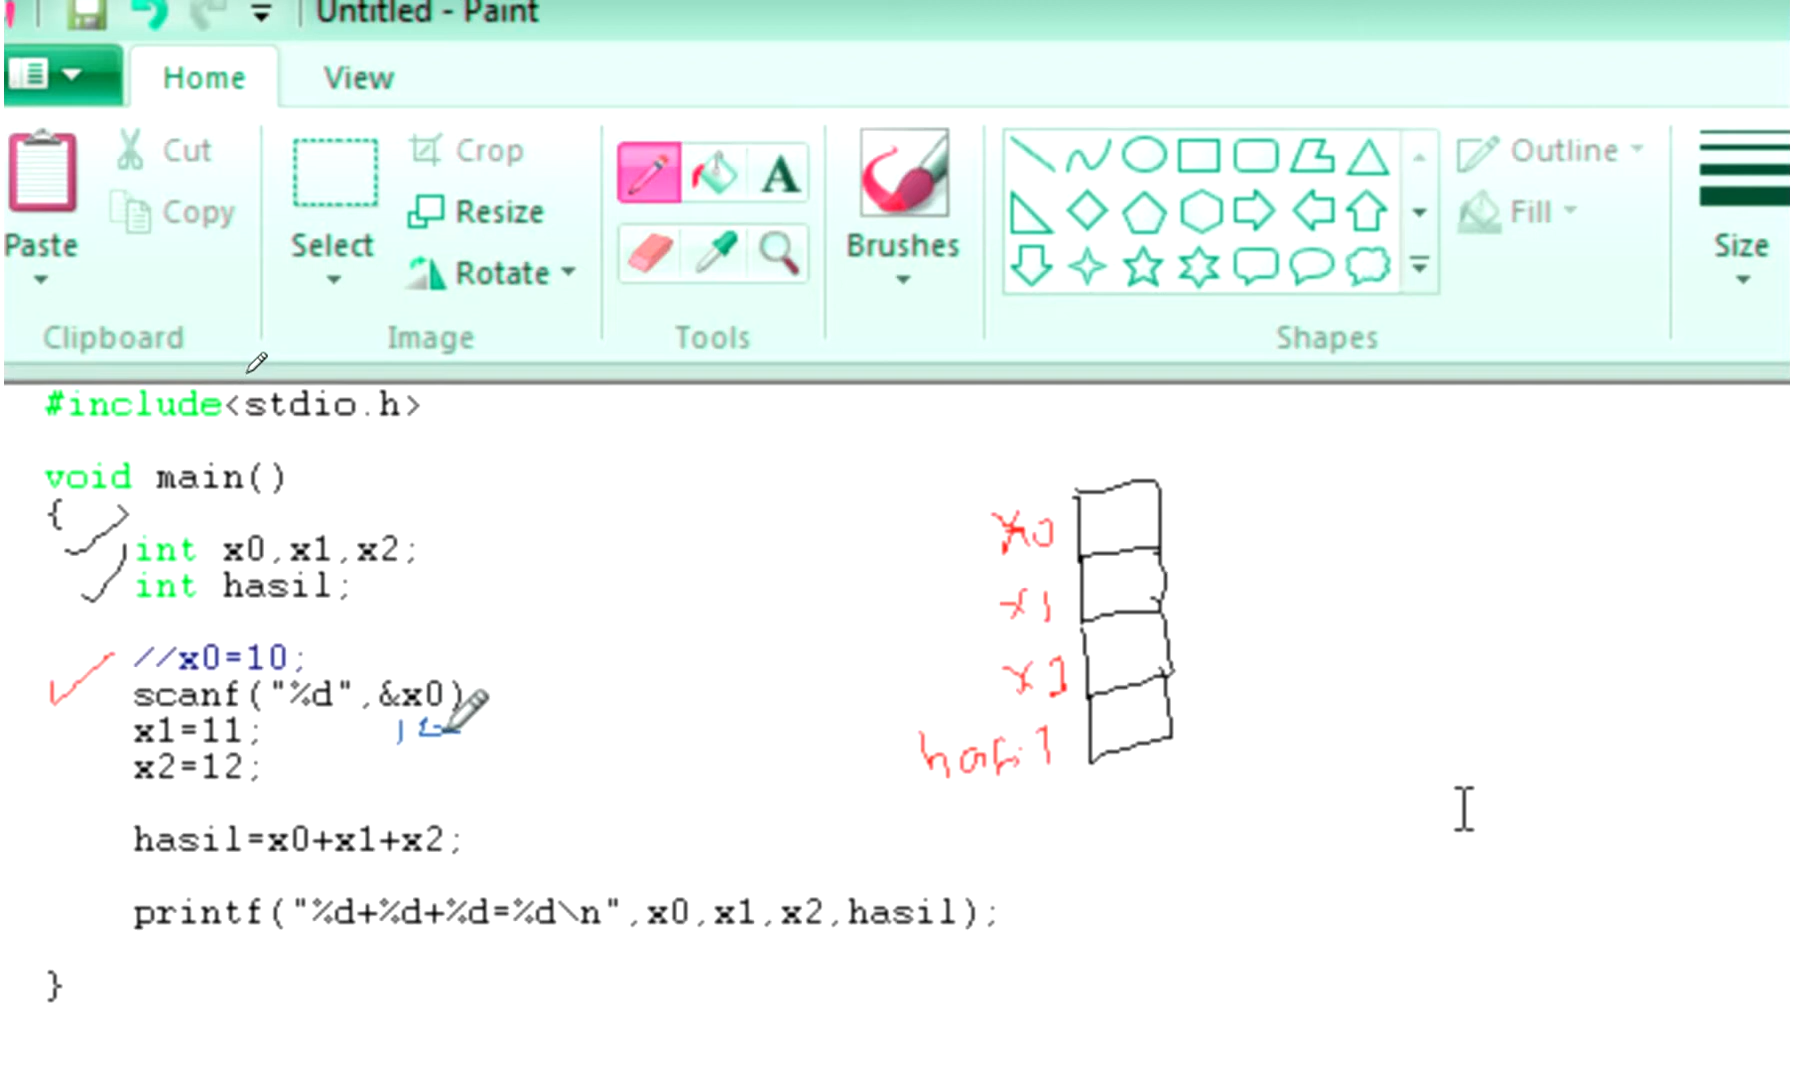 Untitled - Paint
Home View
Cut
Copy
Paste
Clipboard
Select
Crop
Resize
Rotate
Image
A
Tools
Brushes
Shapes
Outline
Fill
Size
#include<stdio.h>
void main()
{
int x0,x1,x2;
int hasil;
//x0=10;
scanf("%d",&x0)
x1=11;
x2=12;
hasil=x0+x1+x2;
printf("%d+%d+%d=%d\n",x0,x1,x2,hasil);
}
x0
x1
hasil